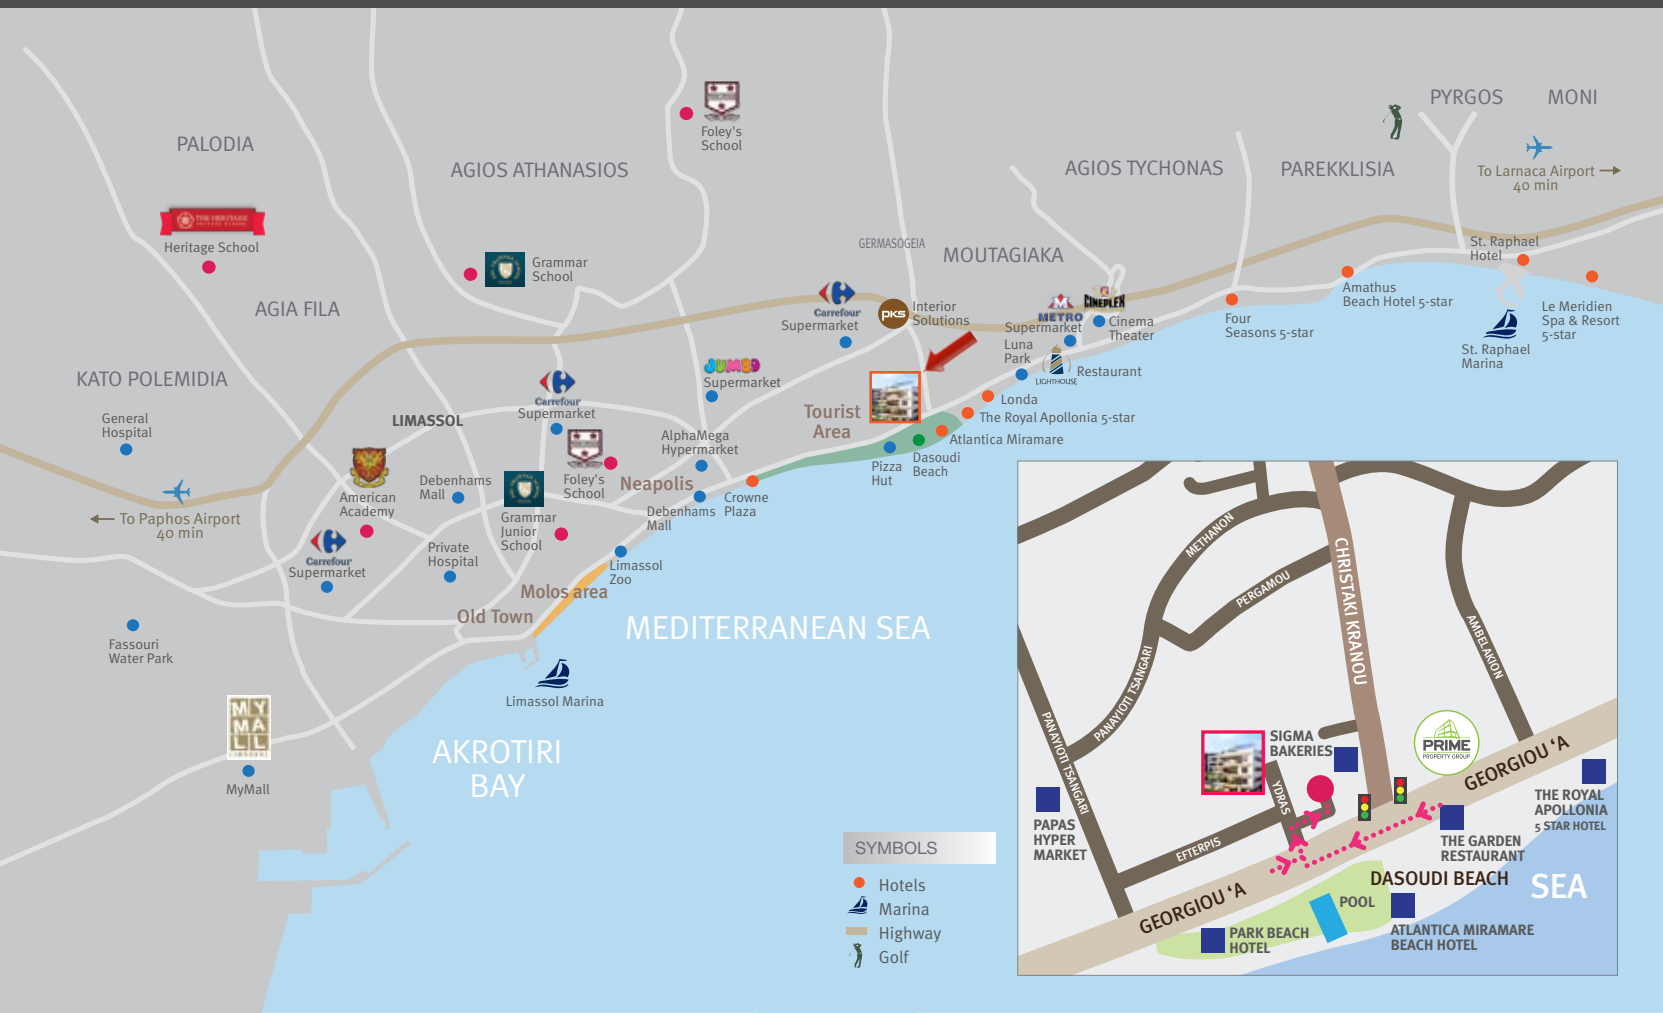 PYRGOS
MONI
Foley's
School
PALODIA
AGIOS ATHANASIOS
AGIOS TYCHONAS
PAREKKLISIA
To Larnaca Airport
40 min
THE HERITAGE
Heritage School
GERMASOGEIA
MOUTAGIAKA
Grammar
School
St. Raphael
Hotel
Amathus
Beach Hotel 5-star
Le Meridien
Spa & Resort
5-star
AGIA FILA
Carrefour
Supermarket
pks
Interior
Solutions
METRO
Supermarket
CINEPLEX
Cinema
Theater
Four
Seasons 5-star
St. Raphael
Marina
Luna
Park
LIGHTHOUSE
Restaurant
KATO POLEMIDIA
JUMBO
Supermarket
Carrefour
Supermarket
Londa
The Royal Apollonia 5-star
Tourist
Area
LIMASSOL
General
Hospital
AlphaMega
Hypermarket
Atlantica Miramare
Dasoudi
Beach
Pizza
Hut
American
Academy
Debenhams
Mall
Foley's
School
Neapolis
Debenhams
Mall
Crowne
Plaza
To Paphos Airport
40 min
Grammar
Junior
School
Carrefour
Supermarket
Private
Hospital
Limassol
Zoo
Molos area
Old Town
MEDITERRANEAN SEA
Fassouri
Water Park
Limassol Marina
MY
MA
LL
LIMASSOL
MyMall
AKROTIRI
BAY
SYMBOLS
Hotels
Marina
Highway
Golf
METHANON
PERGAMOU
CHRISTAKI KRANOU
AMBELAKION
PANAYIOTI TSANGARI
PANAYIOTI TSANGARI
SIGMA
BAKERIES
PRIME
PROPERTY GROUP
GEORGIOU ‘A
YDRAS
PAPAS
HYPER
MARKET
EFTERPIS
THE ROYAL
APOLLONIA
5 STAR HOTEL
THE GARDEN
RESTAURANT
DASOUDI BEACH
SEA
GEORGIOU ‘A
POOL
PARK BEACH
HOTEL
ATLANTICA MIRAMARE
BEACH HOTEL